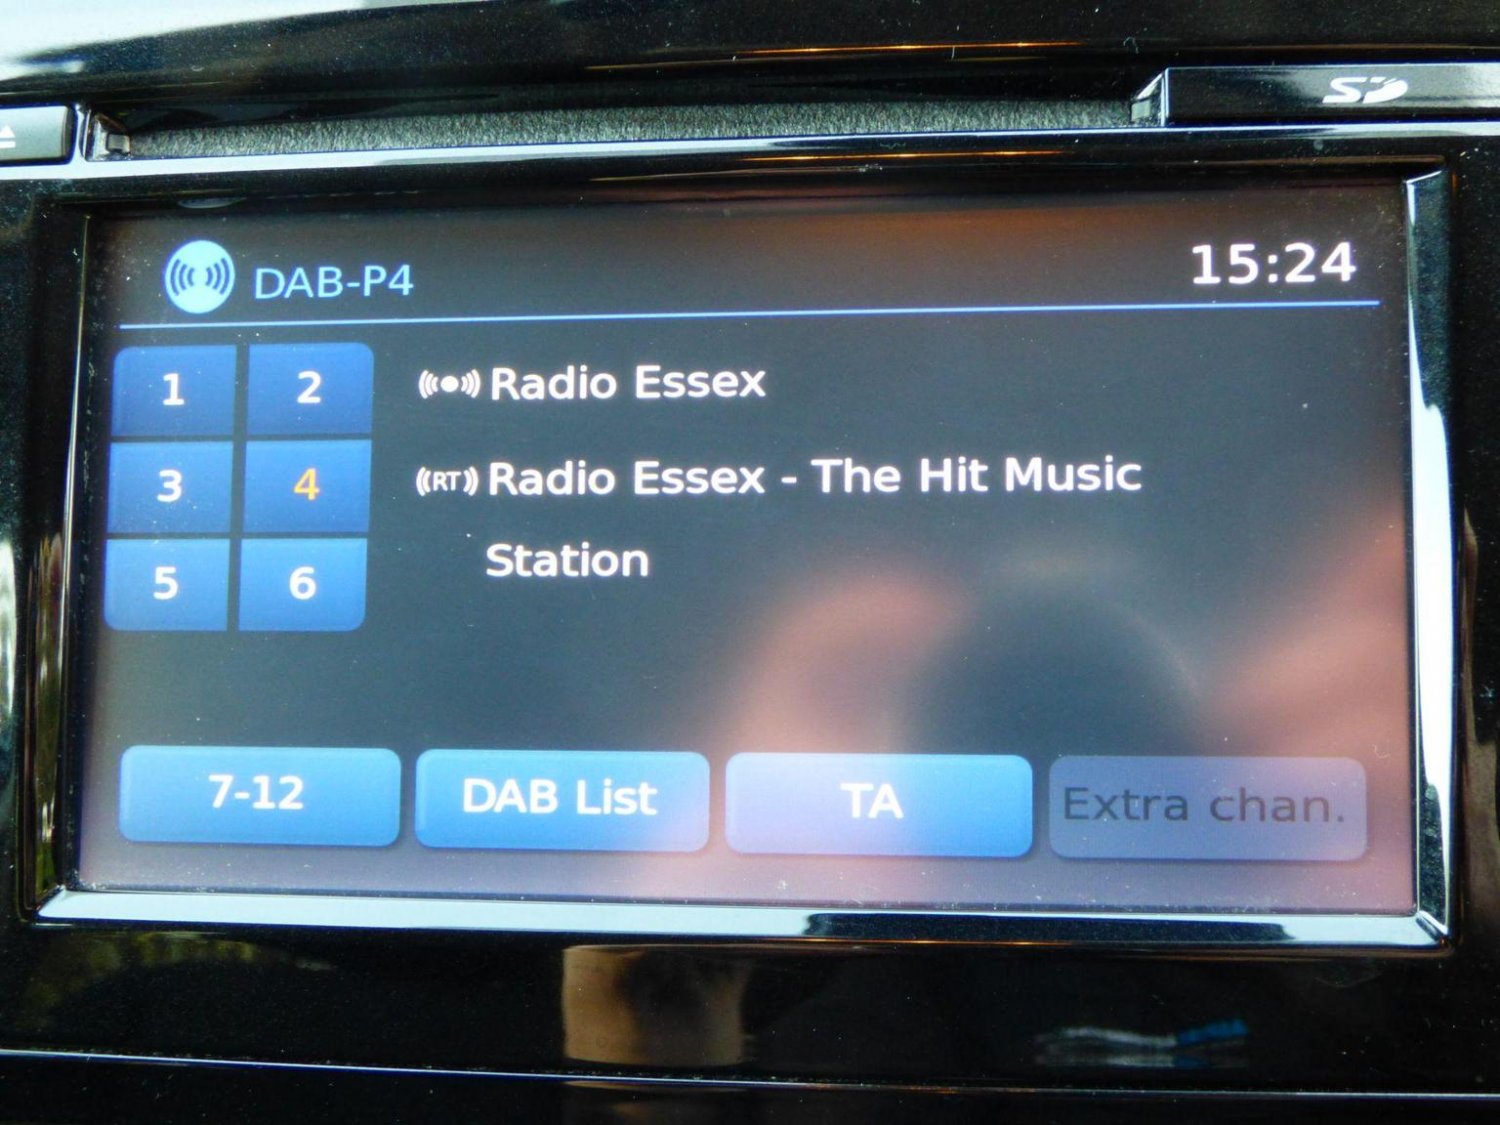 SD
DAB-P4
15:24
1 2
Radio Essex
3 4
RT Radio Essex - The Hit Music
Station
5 6
7-12
DAB List
TA
Extra chan.